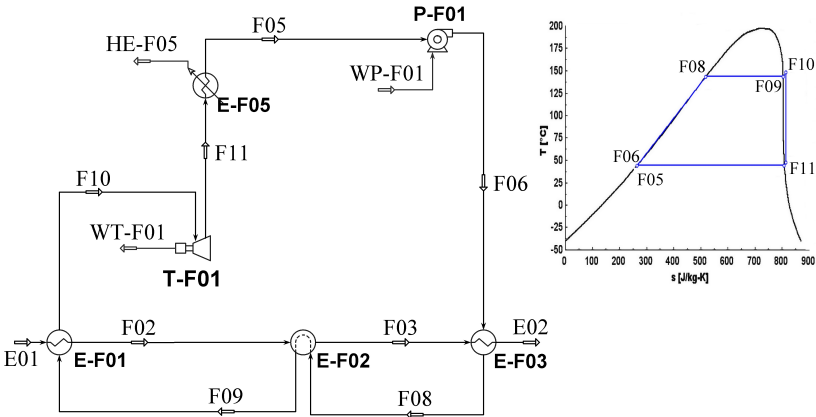 P-F01
F05
HE-F05
WP-F01
E-F05
F11
F06
F10
WT-F01
T-F01
E01
E-F01
F02
E-F02
F03
E-F03
E02
F09
F08
T [°C]
200
175
150
125
100
75
50
25
0
-25
-50
0 100 200 300 400 500 600 700 800 900
s [J/kg-K]
F08
F10
F09
F06
F05
F11